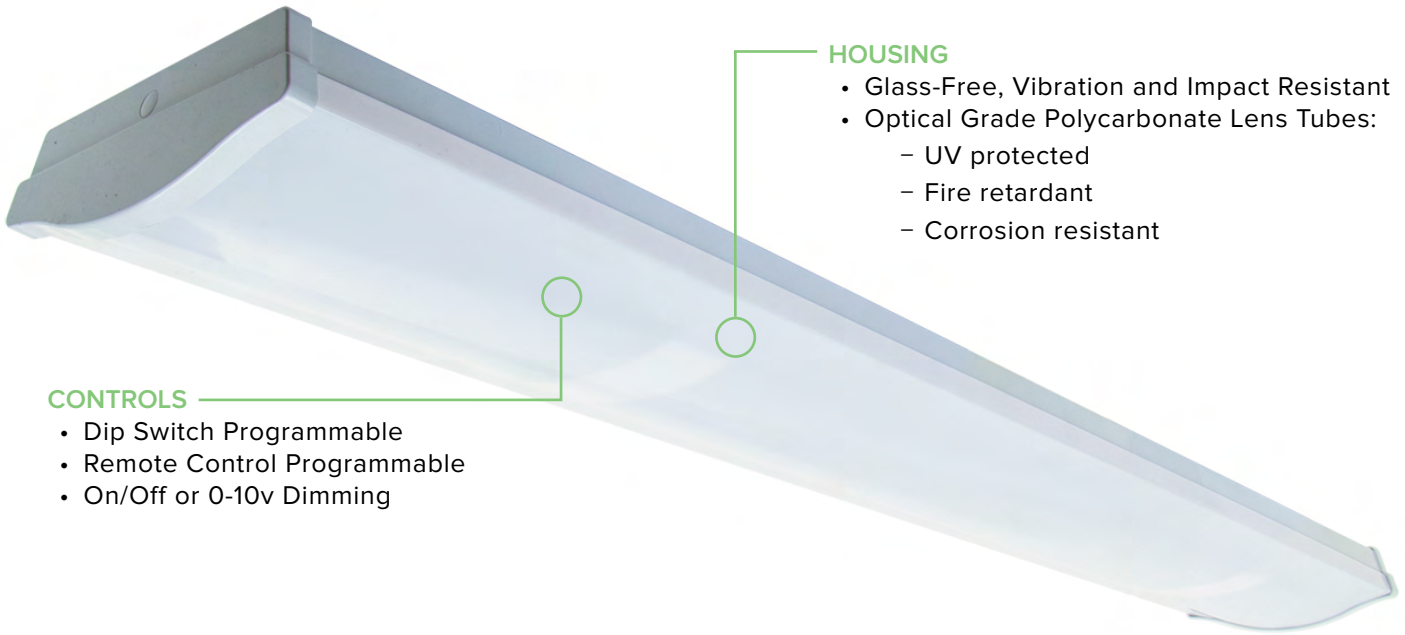 HOUSING
• Glass-Free, Vibration and Impact Resistant
• Optical Grade Polycarbonate Lens Tubes:
– UV protected
– Fire retardant
– Corrosion resistant
CONTROLS
• Dip Switch Programmable
• Remote Control Programmable
• On/Off or 0-10v Dimming